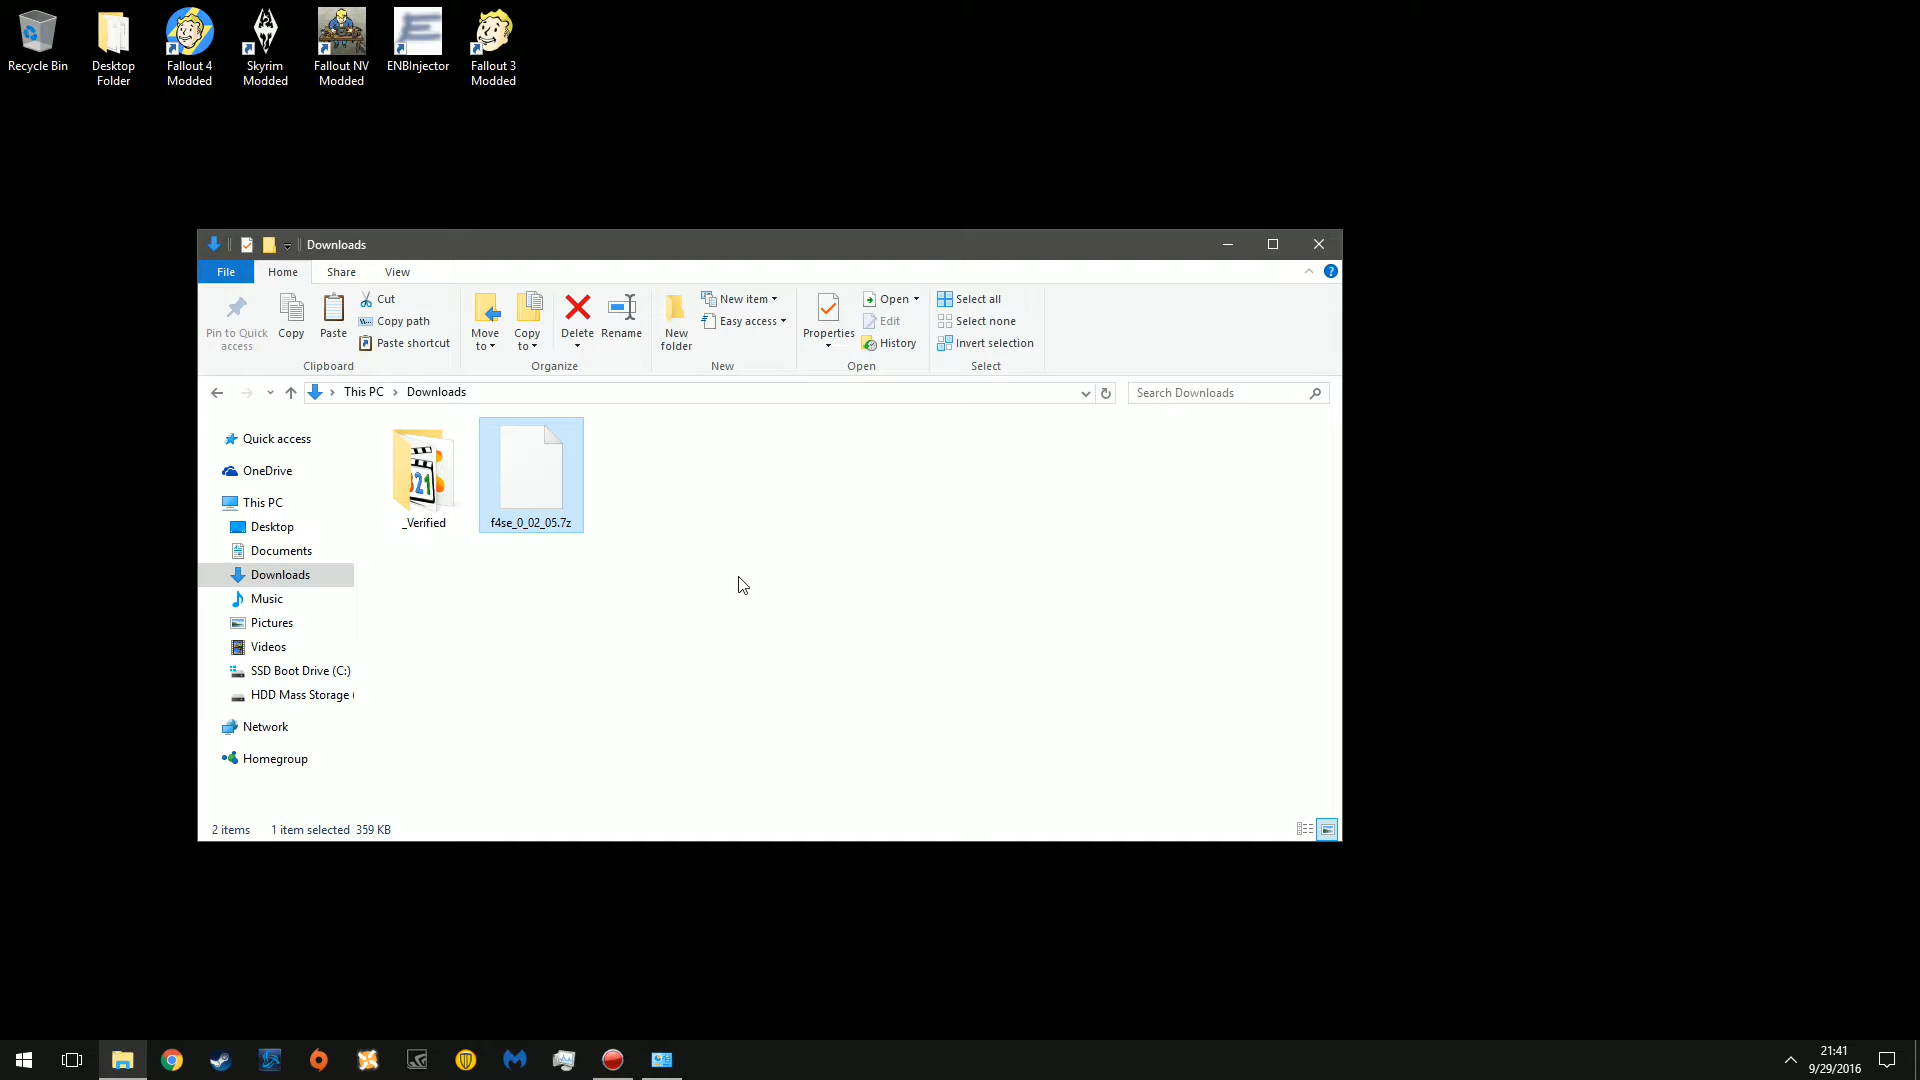 Recycle Bin
Desktop
Folder
Fallout 4
Modded
Skyrim
Modded
Fallout NV
Modded
ENBInjector
Fallout 3
Modded
Downloads
File
Home
Share
View
Pin to Quick
access
Copy
Paste
Cut
Copy path
Paste shortcut
Clipboard
Move
to
Copy
to
Delete
Rename
Organize
New
folder
New item
Easy access
New
Properties
Open
Edit
History
Open
Select all
Select none
Invert selection
Select
This PC
Downloads
Search Downloads
Quick access
OneDrive
This PC
Desktop
Documents
Downloads
Music
Pictures
Videos
SSD Boot Drive (C:)
HDD Mass Storage (
Network
Homegroup
_Verified
f4se_0_02_05.7z
2 items
1 item selected 359 KB
21:41
9/29/2016